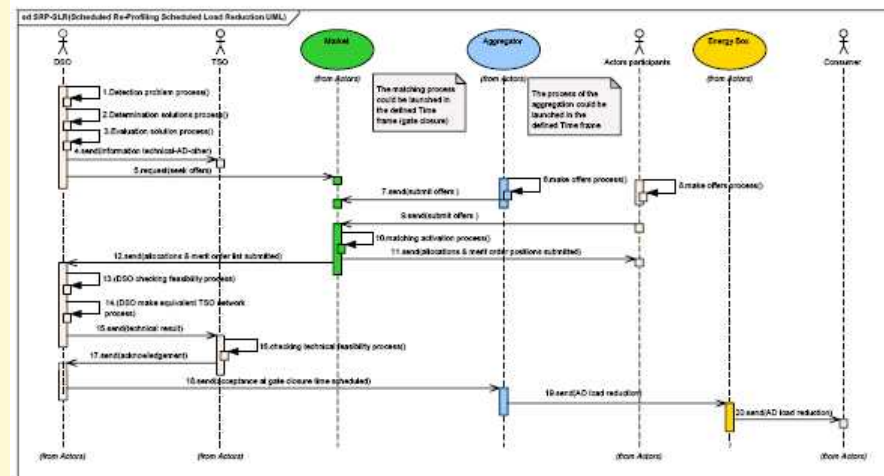 sd SRP-SLR(Scheduled Re-Profiling Scheduled Load Reduction UML)
DSO
TSO
Market
(from Actors)
Aggregator
(from Actors)
Actors participants
(from Actors)
Energy Box
(from Actors)
Consumer
The matching process
could be launched in
the defined Time
frame (gate closure)
The process of the
aggregation could be
launched in the
defined Time frame
1.Detection problem process()
2.Determination solutions process()
3.Evaluation solution process()
4.send(information technical-AD-other)
5.request(seek offers)
6.make offers process()
7.send(submit offers )
8.make offers process()
9.send(submit offers )
10.matching activation process()
11.send(allocations & merit order positions submitted)
12.send(allocations & merit order list submitted)
13.(DSO checking feasibility process)
14.(DSO make equivalent TSO network
process)
15.send(technical result)
16.checking technical feasibility process()
17.send(acknowledgement)
18.send(acceptance at gate closure time scheduled)
19.send(AD load reduction)
20.send(AD load reduction)
(from Actors)
(from Actors)
(from Actors)
(from Actors)
(from Actors)